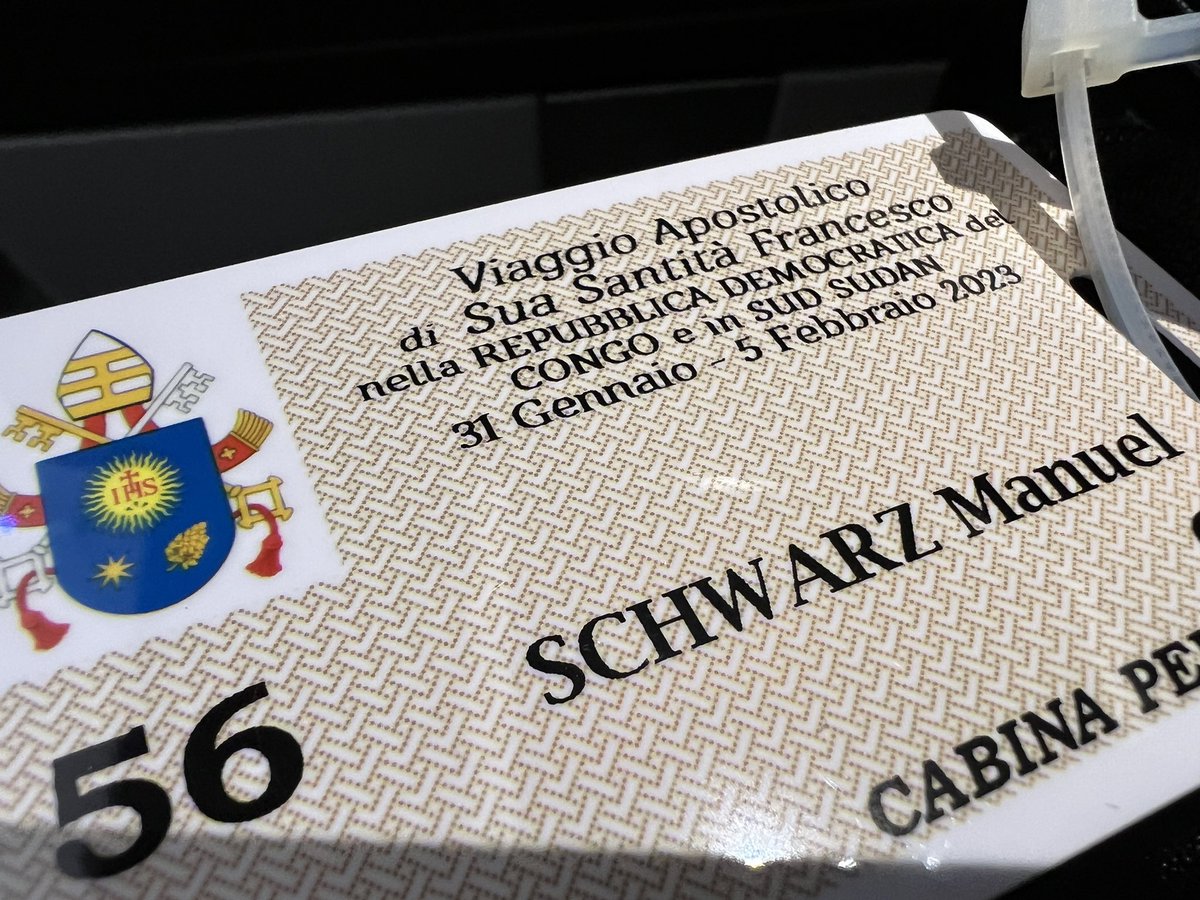 Viaggio Apostolico
di Sua Santità Francesco
nella REPUBBLICA DEMOCRATICA del
CONGO e in SUD SUDAN
31 Gennaio - 5 Febbraio 2023
IHS
SCHWARZ Manuel
56
CABINA